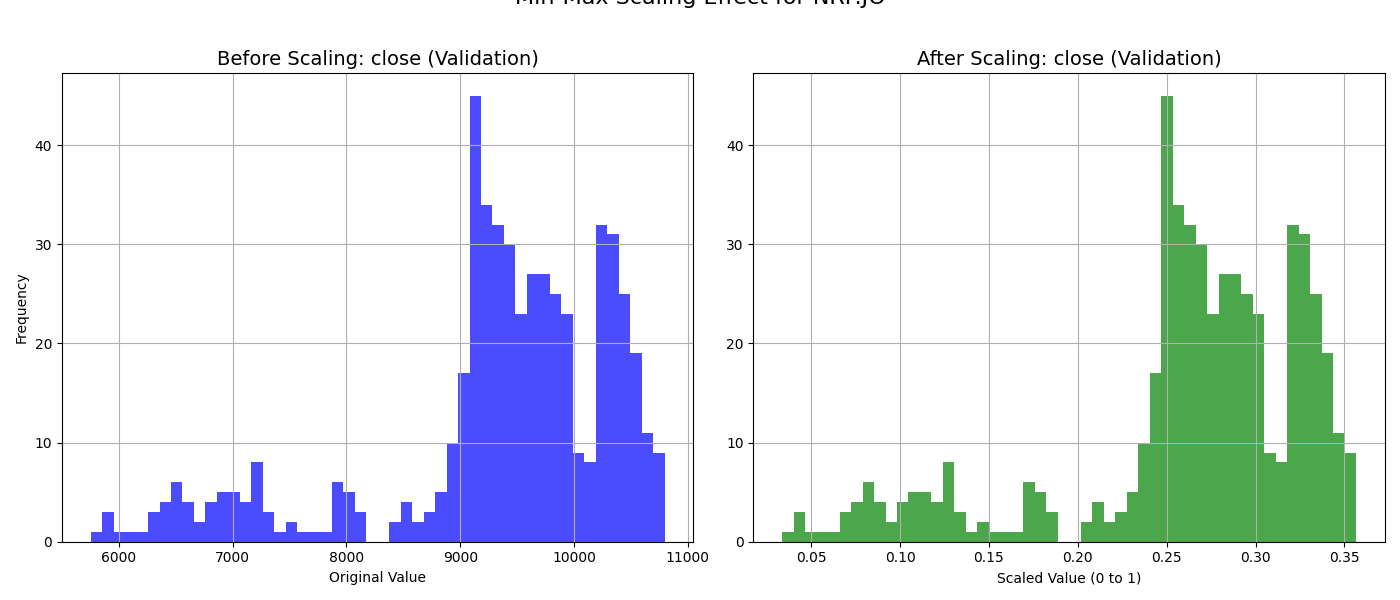 Min-Max Scaling Effect for NRP.JO
Before Scaling: close (Validation)
40
30
20
10
0
Frequency
6000 7000 8000 9000 10000 11000
Original Value
After Scaling: close (Validation)
40
30
20
10
0
0.05 0.10 0.15 0.20 0.25 0.30 0.35
Scaled Value (0 to 1)